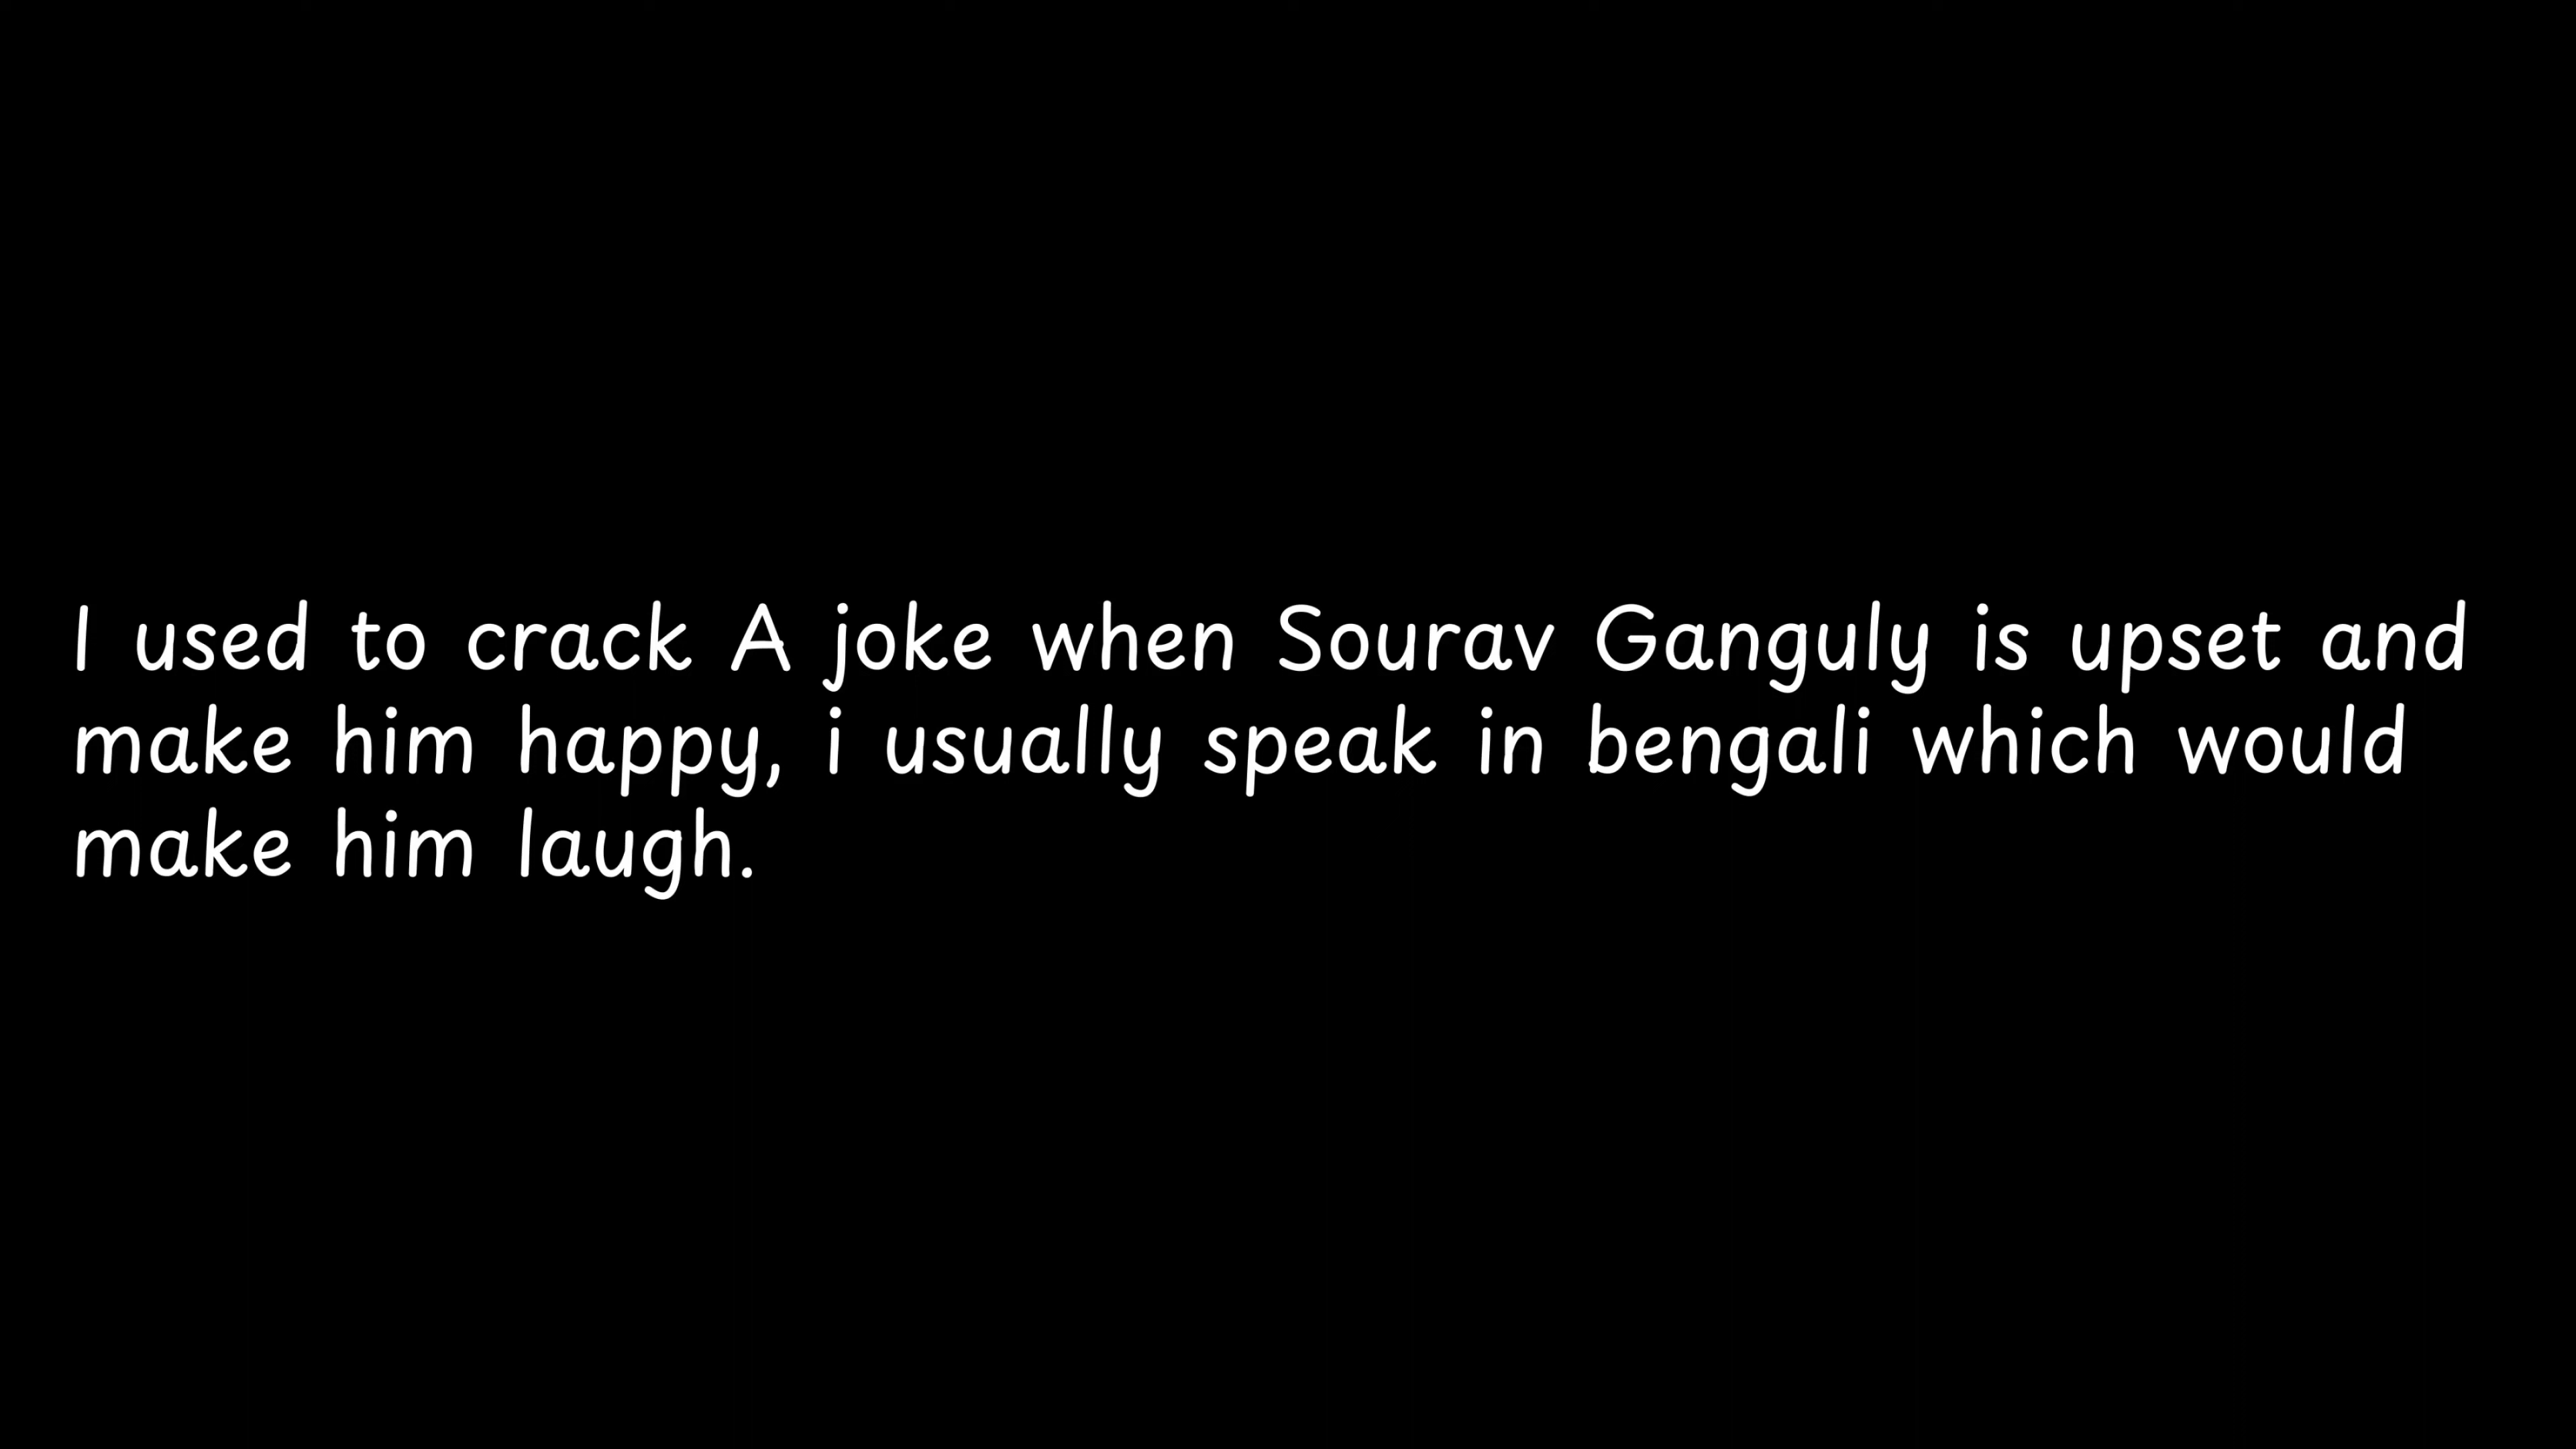 I used to crack A joke when Sourav Ganguly is upset and
make him happy, i usually speak in bengali which would
make him laugh.